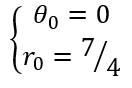 θ₀ = 0
r₀ = 7/4